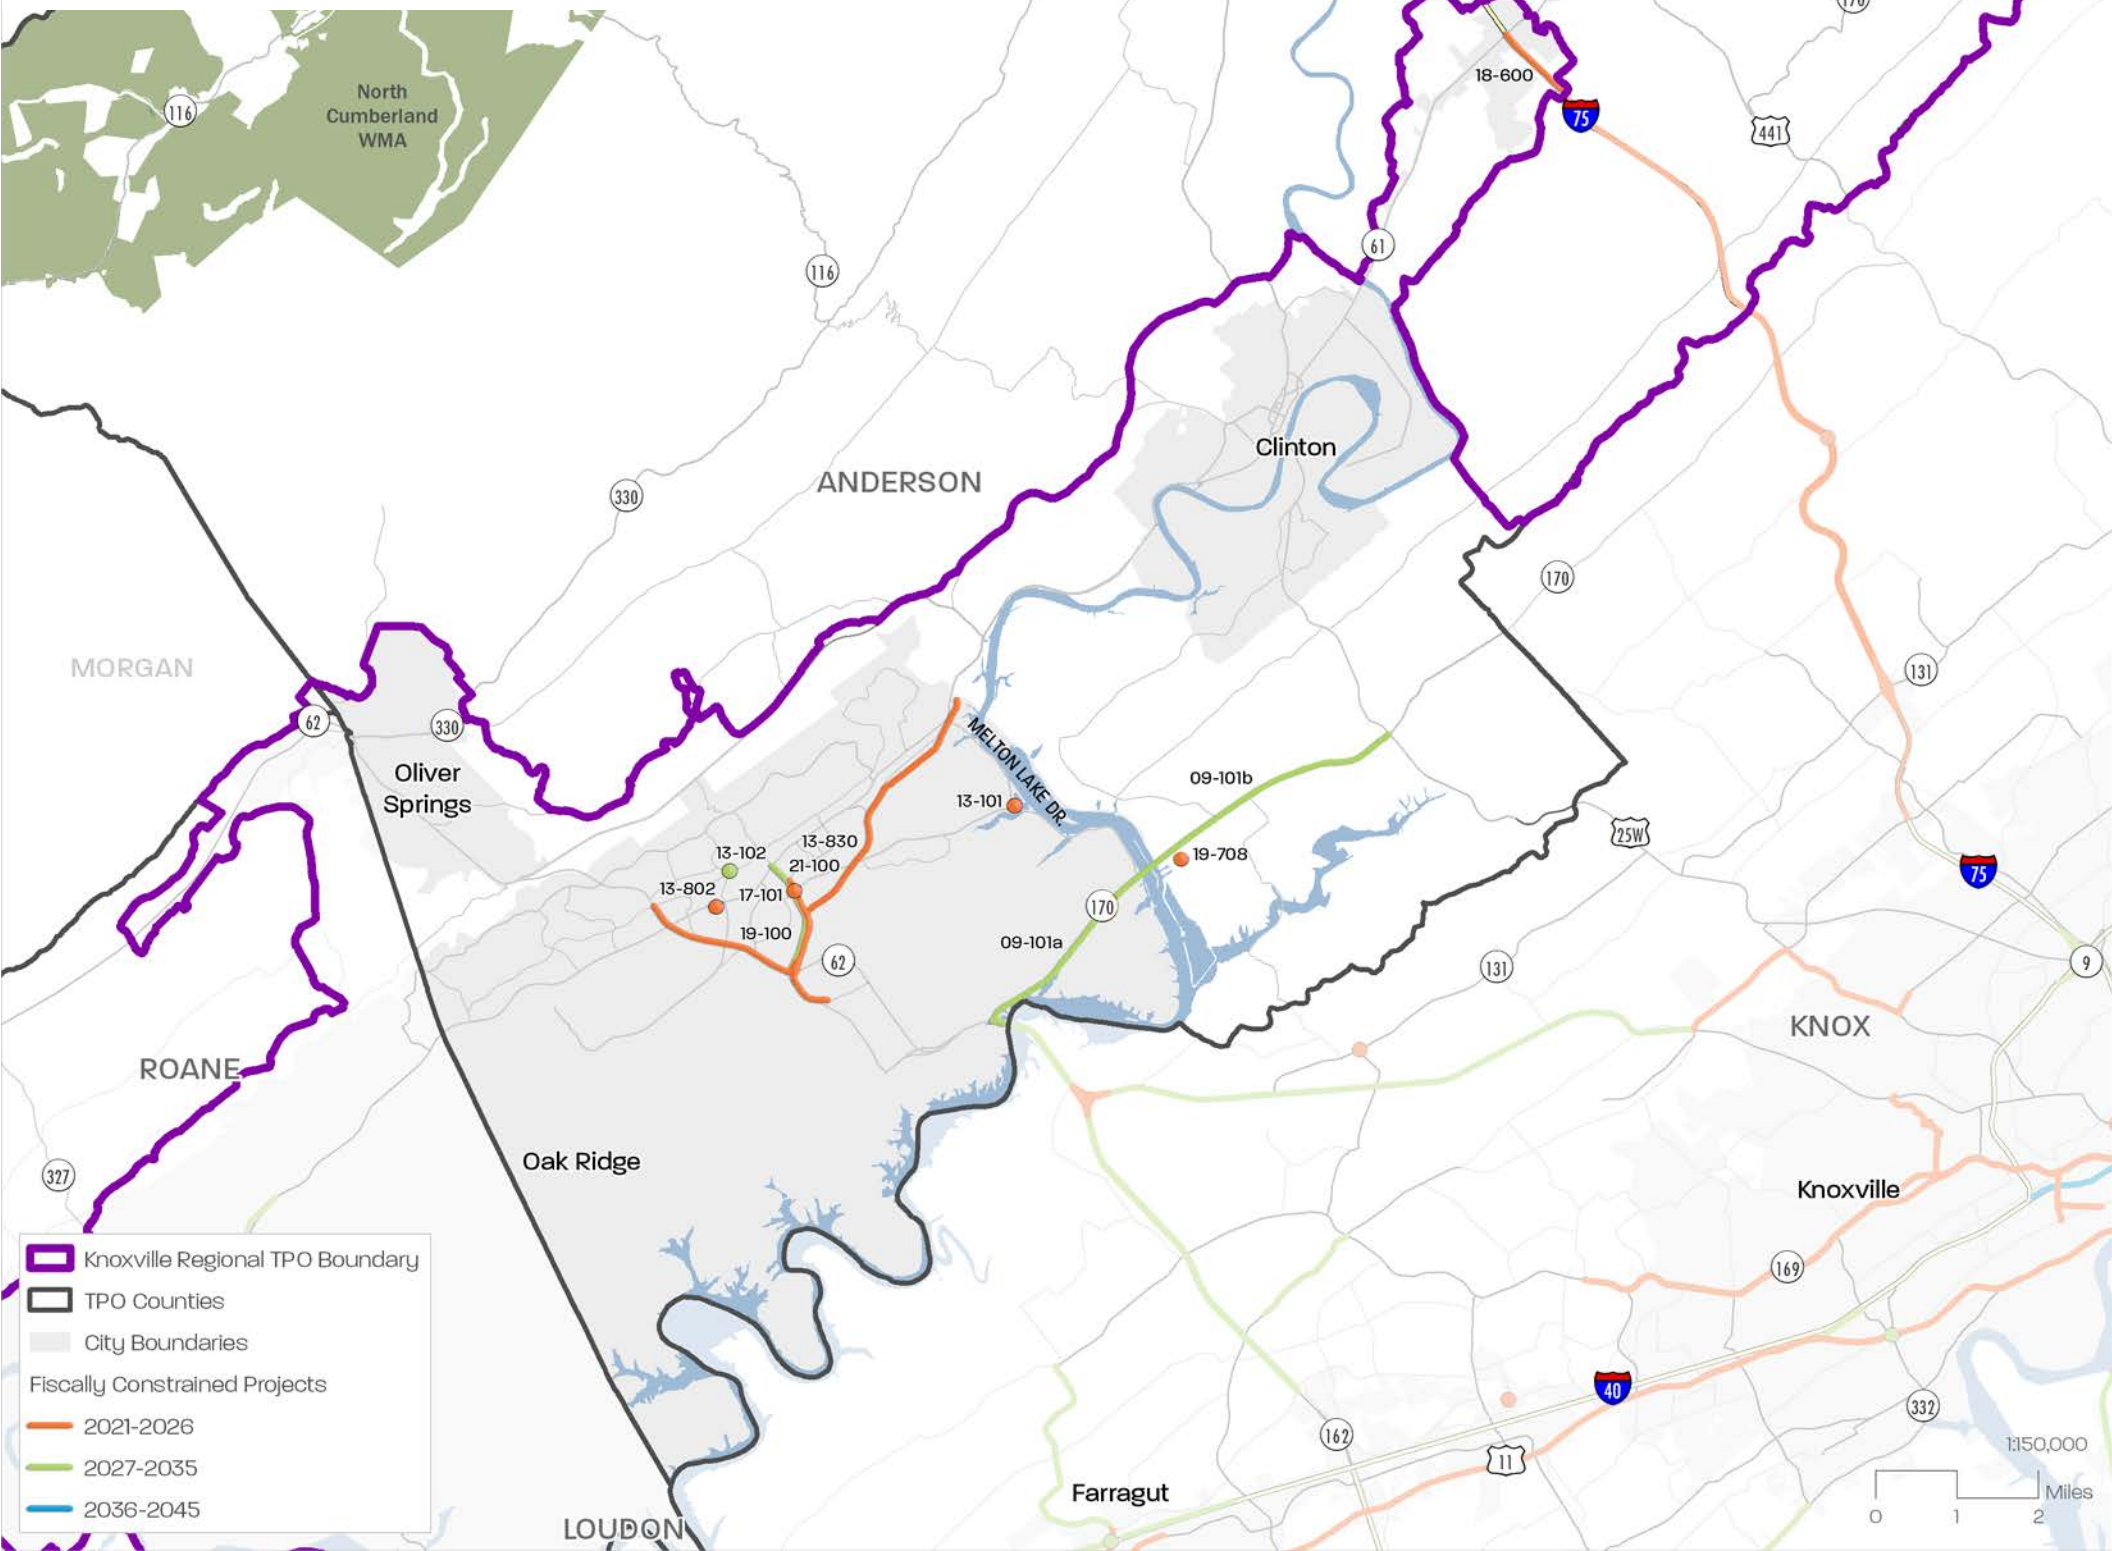 170
18-600
75
441
116
North
Cumberland
WMA
61
116
Clinton
ANDERSON
330
170
MORGAN
131
62
330
MELTON LAKE DR.
Oliver
Springs
09-101b
13-101
25W
13-830
13-102
21-100
19-708
75
13-802
17-101
170
19-100
09-101a
62
131
9
KNOX
ROANE
Oak Ridge
327
Knoxville
Knoxville Regional TPO Boundary
169
TPO Counties
City Boundaries
Fiscally Constrained Projects
40
332
2021-2026
162
1:150,000
11
2027-2035
Farragut
Miles
2036-2045
0 1 2
LOUDON